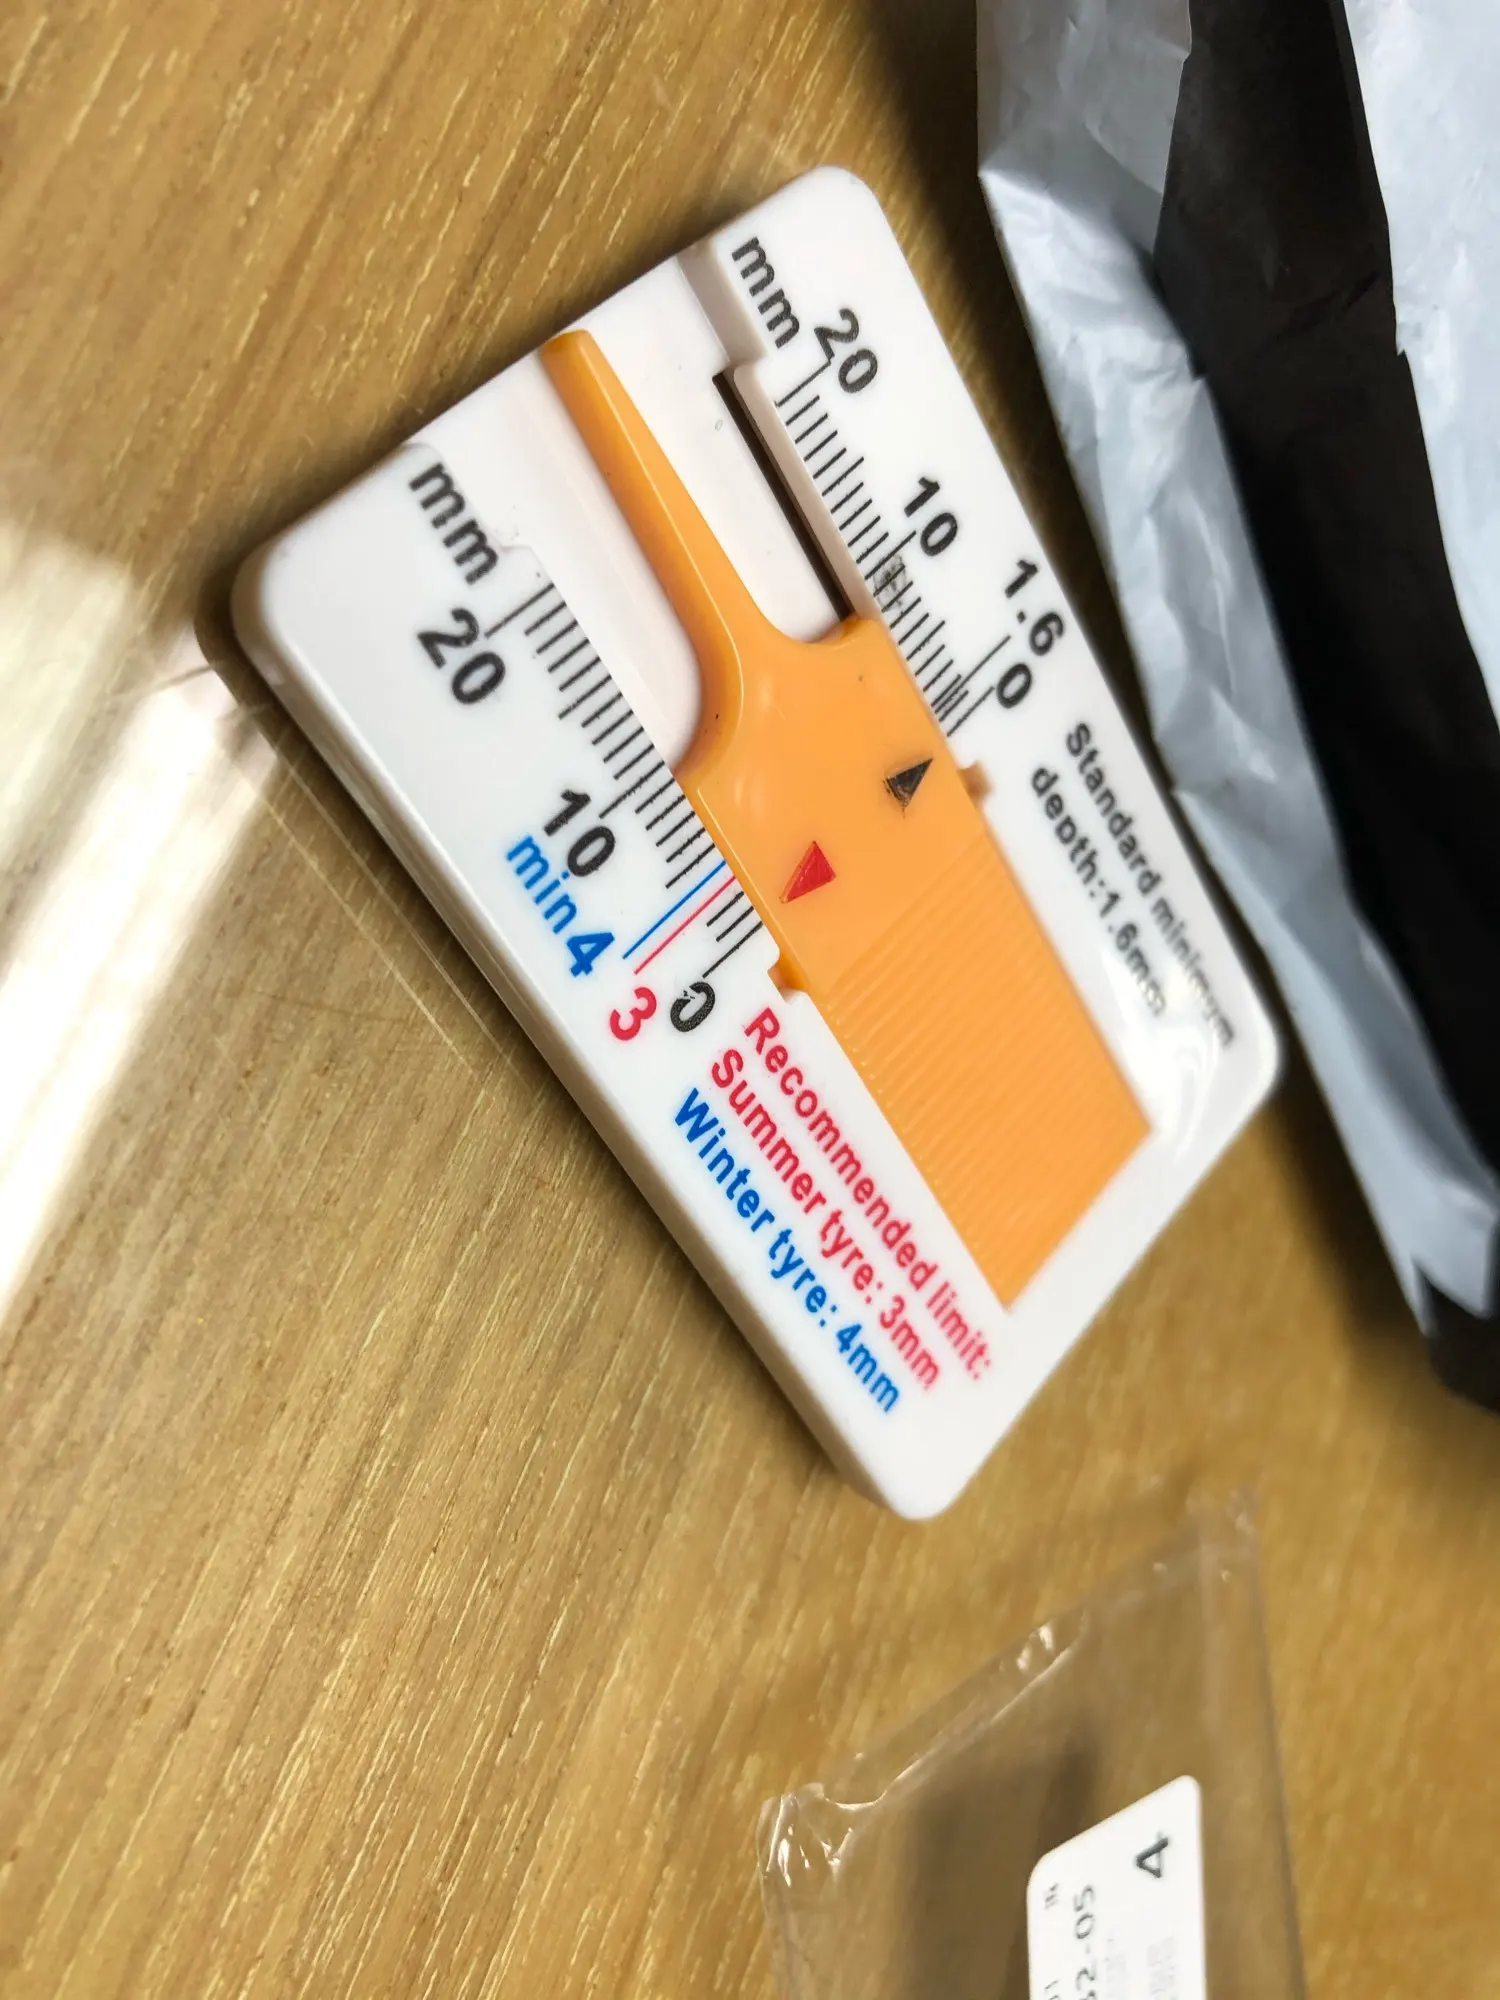 mm
20
10
1.6
0
Standard minimum
depth:1.6mm
mm
20
10
min4
3
0
Recommended limit:
Summer tyre: 3mm
Winter tyre: 4mm
4